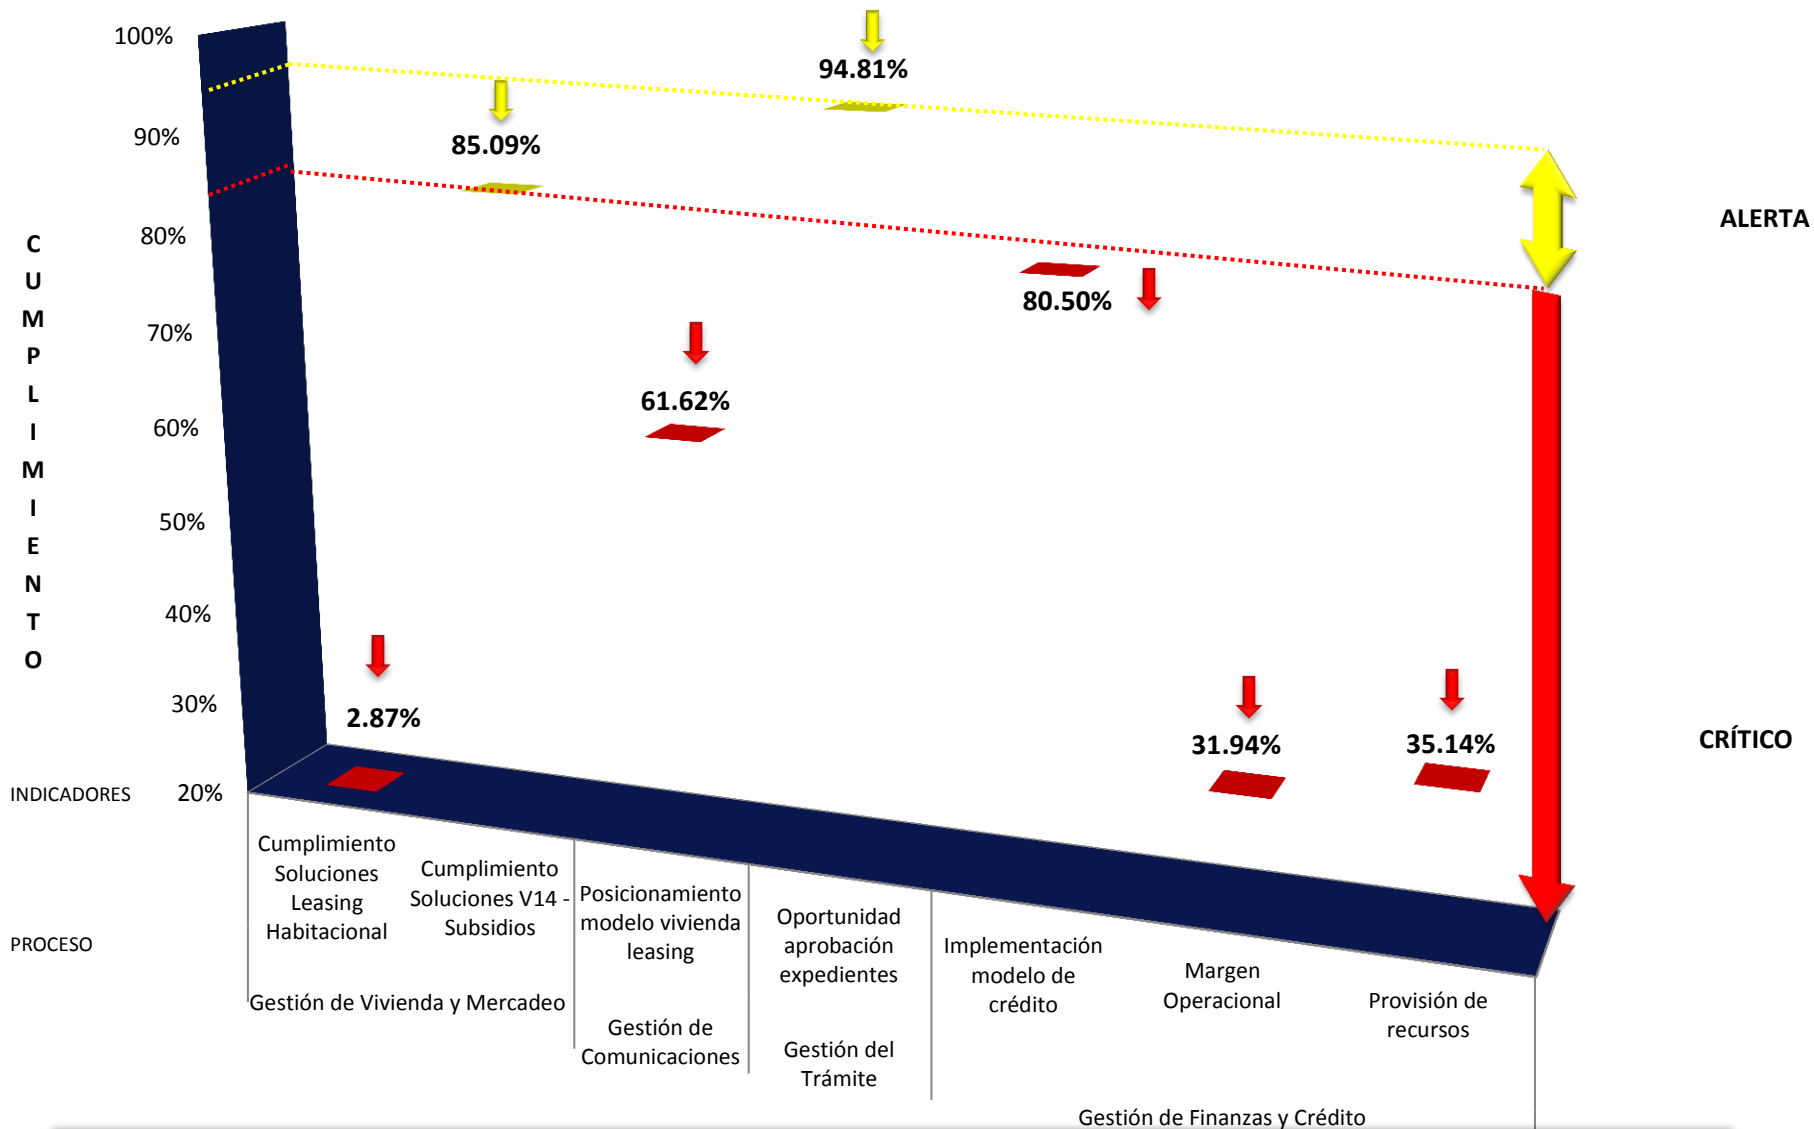 100%
90%
80%
70%
60%
50%
40%
30%
20%
CUMPLIMIENTO
94.81%
85.09%
80.50%
61.62%
2.87%
31.94%
35.14%
ALERTA
CRÍTICO
INDICADORES
Cumplimiento
Soluciones
Leasing
Habitacional
Cumplimiento
Soluciones V14 -
Subsidios
Posicionamiento
modelo vivienda
leasing
Oportunidad
aprobación
expedientes
Implementación
modelo de
crédito
Margen
Operacional
Provisión de
recursos
PROCESO
Gestión de Vivienda y Mercadeo
Gestión de
Comunicaciones
Gestión del
Trámite
Gestión de Finanzas y Crédito